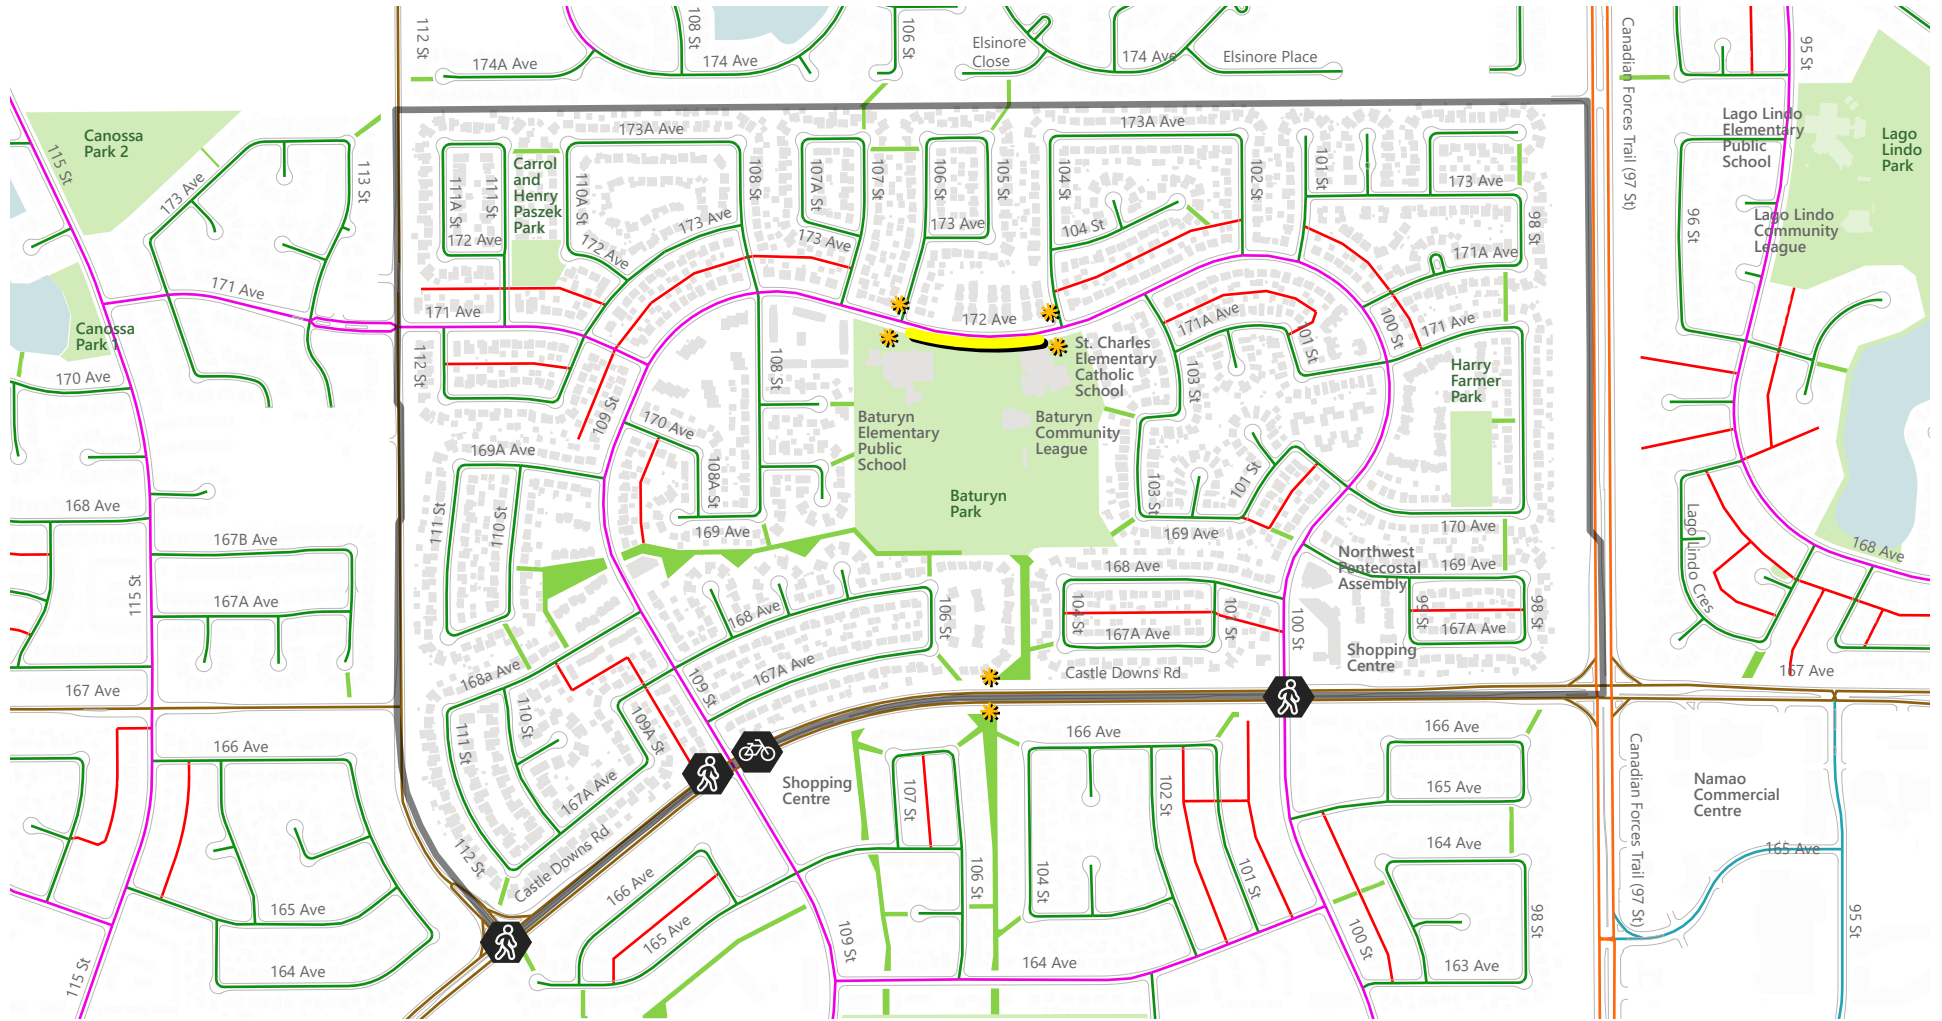 112 St
108 St
106 St
Elsinore
Close
174A Ave
174 Ave
174 Ave
Elsinore Place
Canadian Forces Trail (97 St)
95 St
Canossa
Park 2
115 St
173 Ave
113 St
173A Ave
173A Ave
Carrol
and
Henry
Paszek
Park
111A St
111 St
110A St
108 St
107A St
107 St
106 St
105 St
104 St
102 St
101 St
173 Ave
98 St
Lago Lindo
Elementary
Public
School
Lago
Lindo
Park
96 St
Lago Lindo
Community
League
172 Ave
172 Ave
173 Ave
173 Ave
173 Ave
104 St
171A Ave
171 Ave
171 Ave
172 Ave
171A Ave
101 St
100 St
171 Ave
Canossa
Park 1
170 Ave
112 St
108 St
109 St
St. Charles
Elementary
Catholic
School
103 St
Harry
Farmer
Park
Baturyn
Elementary
Public
School
Baturyn
Community
League
Baturyn
Park
170 Ave
169A Ave
108A St
111 St
110 St
169 Ave
103 St
101 St
169 Ave
170 Ave
168 Ave
167B Ave
115 St
167A Ave
167 Ave
Northwest
Pentecostal
Assembly
169 Ave
168 Ave
104 St
101 St
167A Ave
100 St
99 St
98 St
167A Ave
Shopping
Centre
Castle Downs Rd
Lago Lindo Cres
168 Ave
167 Ave
168 Ave
106 St
167A Ave
168a Ave
109 St
111 St
110 St
109A St
167A Ave
112 St
Castle Downs Rd
166 Ave
165 Ave
164 Ave
115 St
Shopping
Centre
166 Ave
165 Ave
107 St
106 St
109 St
166 Ave
104 St
102 St
101 St
164 Ave
100 St
166 Ave
165 Ave
164 Ave
163 Ave
98 St
Canadian Forces Trail (97 St)
Namao
Commercial
Centre
165 Ave
95 St